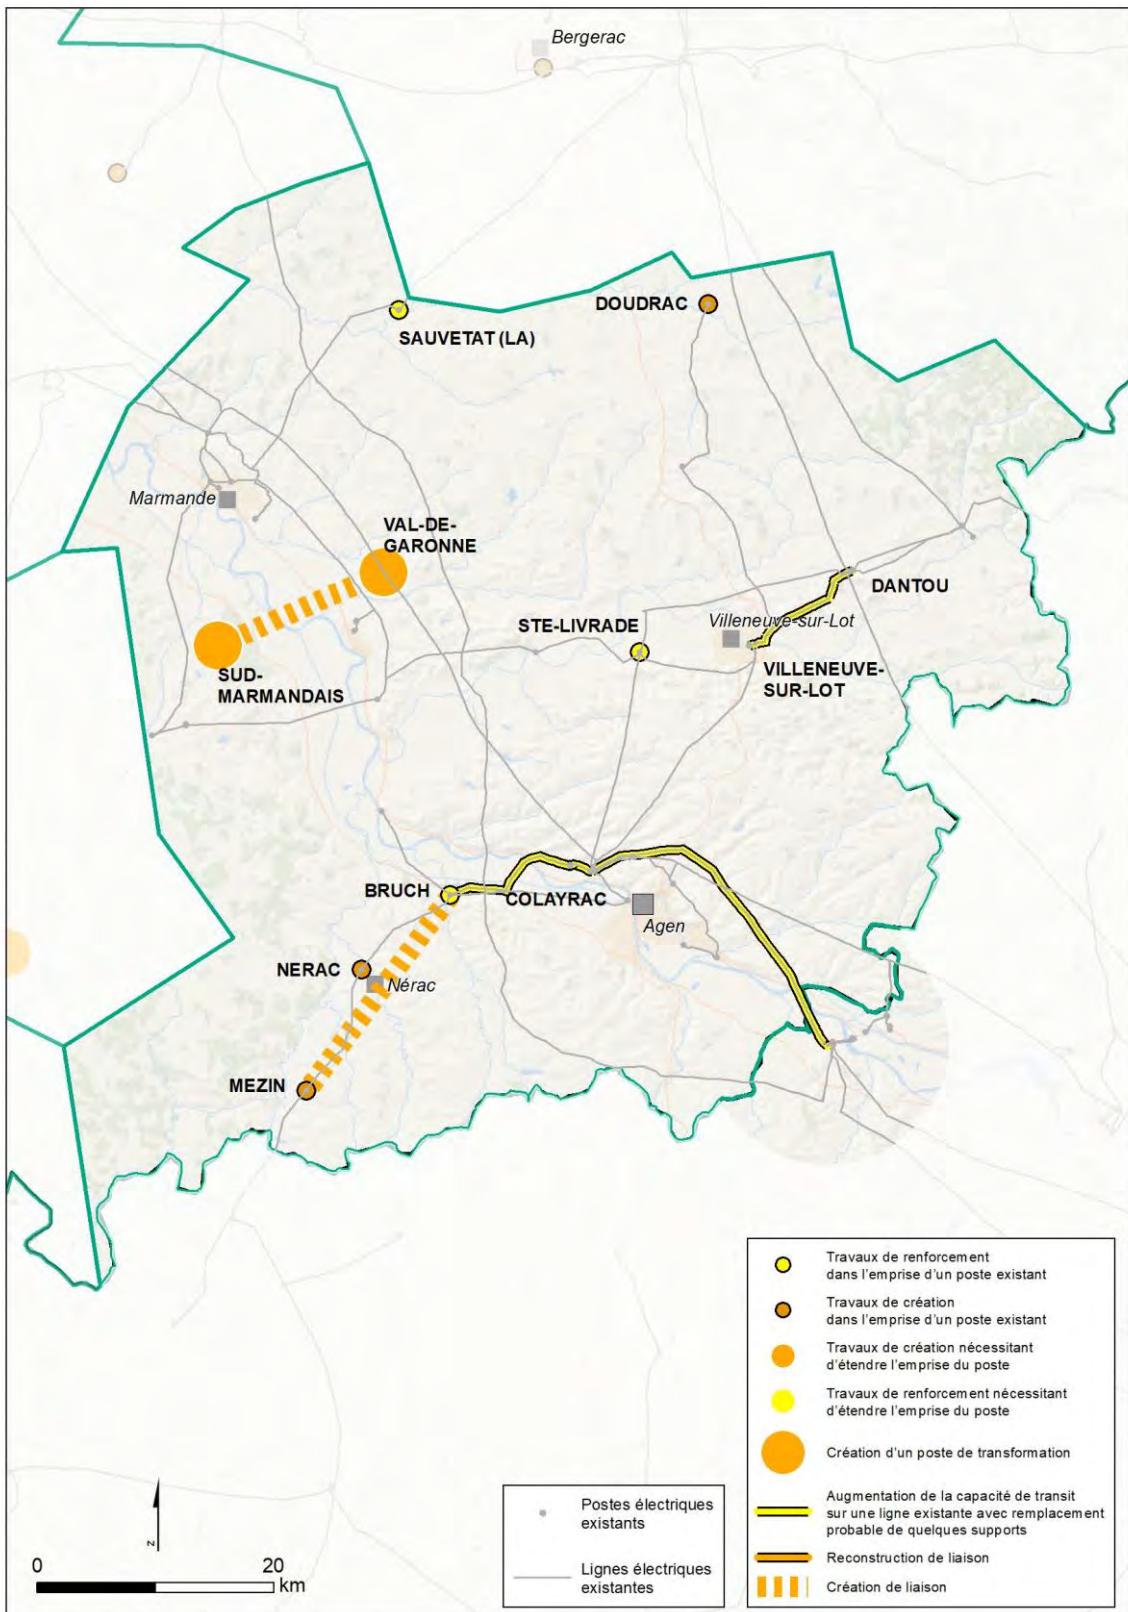 Bergerac
DOUDRAC
SAUVETAT (LA)
Marmande
VAL-DE-
GARONNE
DANTOU
STE-LIVRADE
Villeneuve-sur-Lot
SUD-
MARMANDAIS
VILLENEUVE-
SUR-LOT
BRUCH
COLAYRAC
Agen
NERAC
Nérac
MEZIN
Travaux de renforcement
dans l'emprise d'un poste existant
Travaux de création
dans l'emprise d'un poste existant
Travaux de création nécessitant
d'étendre l'emprise du poste
Travaux de renforcement nécessitant
d'étendre l'emprise du poste
Création d'un poste de transformation
Augmentation de la capacité de transit
sur une ligne existante avec remplacement
probable de quelques supports
Reconstruction de liaison
Création de liaison
Postes électriques
existants
Lignes électriques
existantes
N
0 20
km